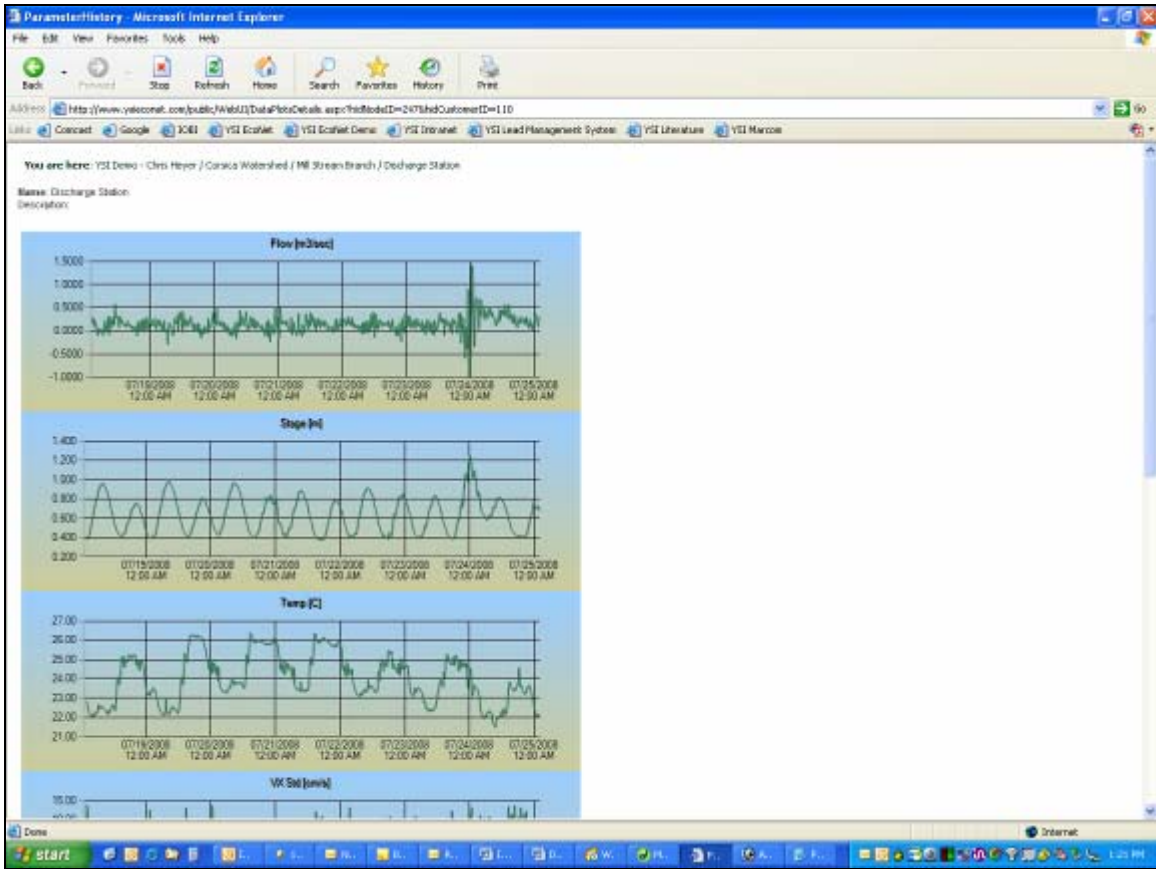 ParameterHistory - Microsoft Internet Explorer
File Edit View Favorites Tools Help
Back Forward Stop Refresh Home Search Favorites History Print
Address Go
Links Comcast Google YSI EcoNet YSI EcoNet Demo YSI Intranet YSI Lead Management System YSI Literature YSI Marcom
You are here: YSI Demo - Chris Heyer / Corsica Watershed / Mill Stream Branch / Discharge Station
Name: Discharge Station
Description:
Flow [m3/sec]
1.5000
1.0000
0.5000
0.0000
-0.5000
-1.0000
07/19/2008 07/20/2008 07/21/2008 07/22/2008 07/23/2008 07/24/2008 07/25/2008
12:00 AM 12:00 AM 12:00 AM 12:00 AM 12:00 AM 12:00 AM 12:00 AM
Stage [m]
1.400
1.200
1.000
0.800
0.600
0.400
0.200
07/19/2008 07/20/2008 07/21/2008 07/22/2008 07/23/2008 07/24/2008 07/25/2008
12:00 AM 12:00 AM 12:00 AM 12:00 AM 12:00 AM 12:00 AM 12:00 AM
Temp [C]
27.00
26.00
25.00
24.00
23.00
22.00
21.00
07/19/2008 07/20/2008 07/21/2008 07/22/2008 07/23/2008 07/24/2008 07/25/2008
12:00 AM 12:00 AM 12:00 AM 12:00 AM 12:00 AM 12:00 AM 12:00 AM
VX Std [cm/s]
15.00
Done Internet
start 1:21 PM